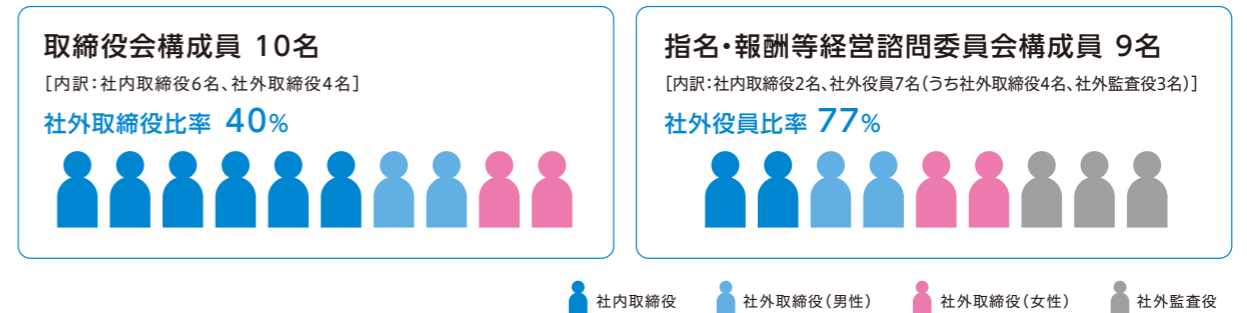 取締役会構成員 10名
[内訳:社内取締役6名、社外取締役4名]
社外取締役比率 40%
指名・報酬等経営諮問委員会構成員 9名
[内訳:社内取締役2名、社外役員7名(うち社外取締役4名、社外監査役3名)]
社外役員比率 77%
社内取締役
社外取締役(男性)
社外取締役(女性)
社外監査役